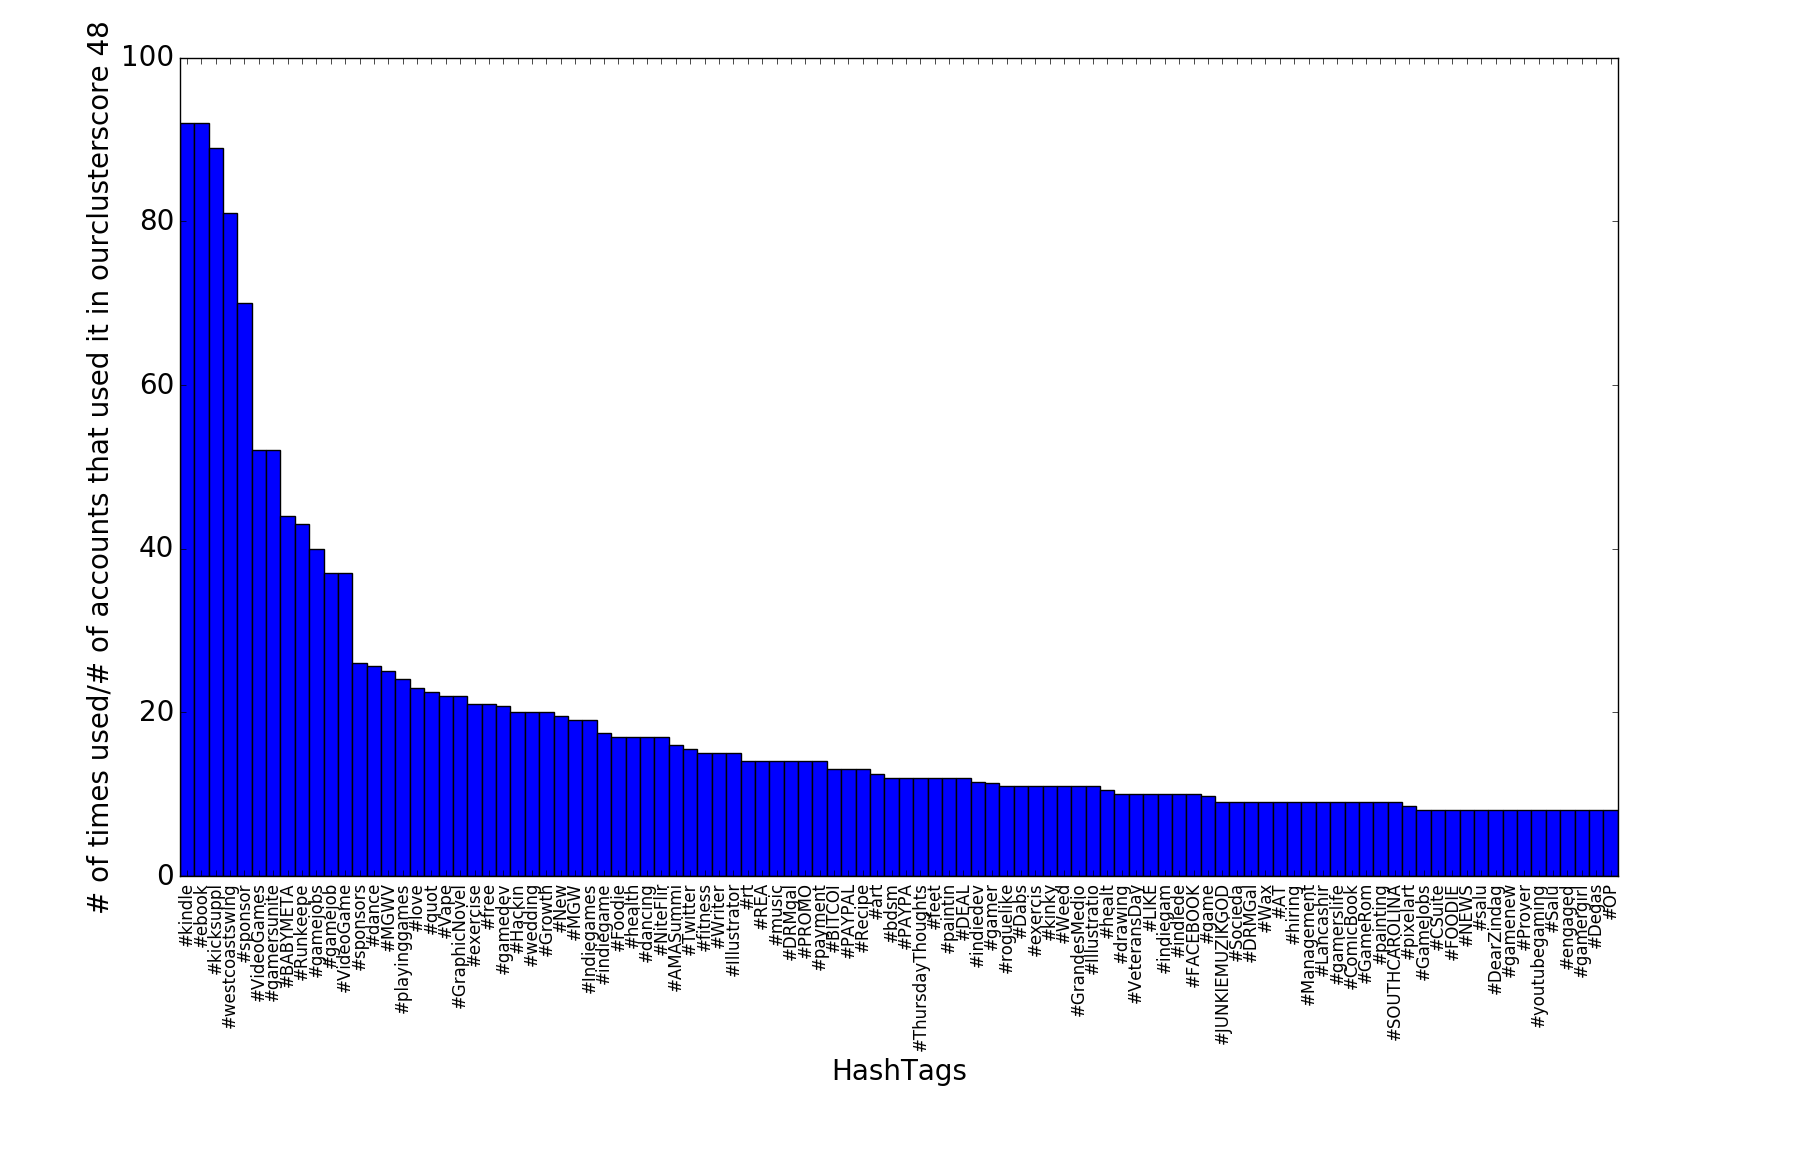 # of times used/# of accounts that used it in ourclusterscore 48
100
80
60
40
20
0
#kindle
#ebook
#kicksuppl
#westcoastswing
#sponsor
#VideoGames
#gamersunite
#BABYMETA
#Runkeepe
#gamejobs
#gamejob
#VideoGame
#sponsors
#dance
#MGWV
#playinggames
#love
#quot
#Vape
#GraphicNovel
#exercise
#free
#gamedev
#Hackin
#wedding
#Growth
#New
#MGW
#Indiegames
#indiegame
#Foodie
#health
#dancing
#NiteFlir
#AMASummi
#Twitter
#fitness
#Writer
#Illustrator
#rt
#REA
#music
#DRMgal
#PROMO
#payment
#BITCOI
#PAYPAL
#Recipe
#art
#bdsm
#PAYPA
#ThursdayThoughts
#feet
#paintin
#DEAL
#indiedev
#gamer
#roguelike
#Dabs
#exercis
#kinky
#Weed
#GrandesMedio
#Illustratio
#healt
#drawing
#VeteransDay
#LIKE
#indiegam
#indiede
#FACEBOOK
#game
#JUNKIEMUZIKGOD
#Socieda
#DRMGal
#Wax
#AT
#hiring
#Management
#Lancashir
#gamerslife
#ComicBook
#GameRom
#painting
#SOUTHCAROLINA
#pixelart
#GameJobs
#CSuite
#FOODIE
#NEWS
#salu
#DearZindag
#gamenew
#Prover
#youtubegaming
#Salu
#engaged
#gamergirl
#Degas
#OP
HashTags